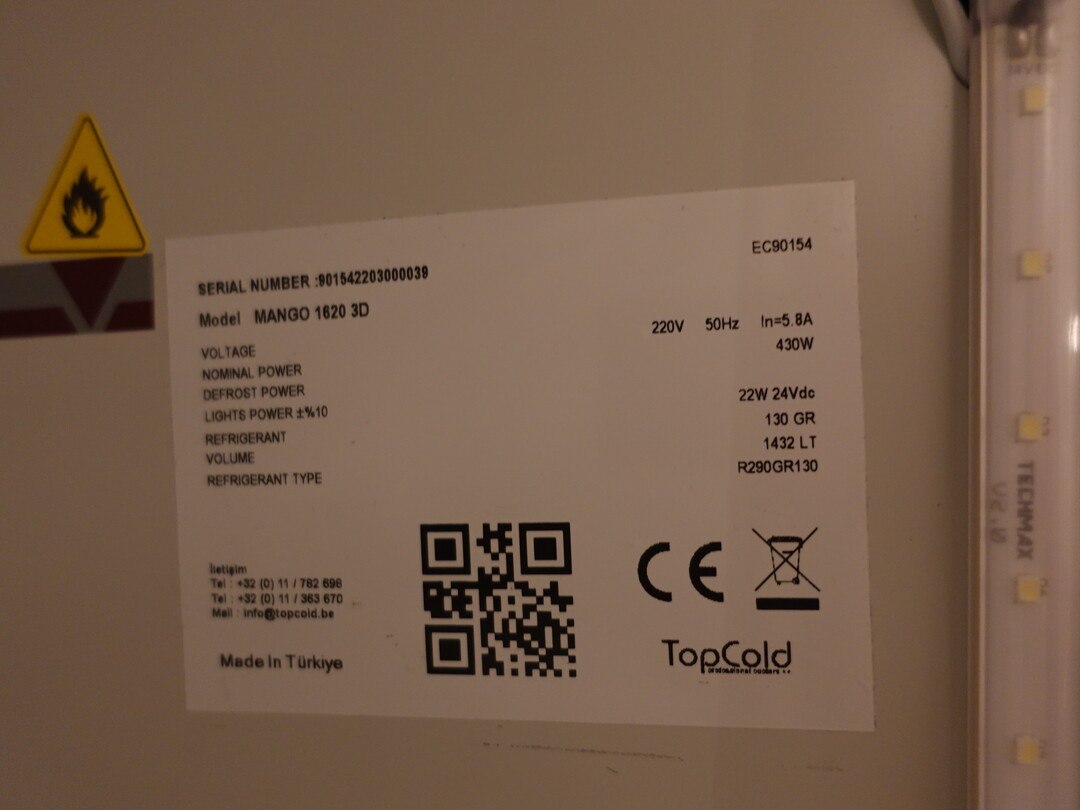 EC90154
SERIAL NUMBER :901542203000039
Model MANGO 1620 3D
VOLTAGE 220V 50Hz In=5.8A
NOMINAL POWER 430W
DEFROST POWER
LIGHTS POWER ±%10 22W 24Vdc
REFRIGERANT 130 GR
VOLUME 1432 LT
REFRIGERANT TYPE R290GR130
İletişim
Tel : +32 (0) 11 / 782 696
Tel : +32 (0) 11 / 363 670
Mail : info@topcold.be
Made In Türkiye
CE
TopCold
TECHMAX